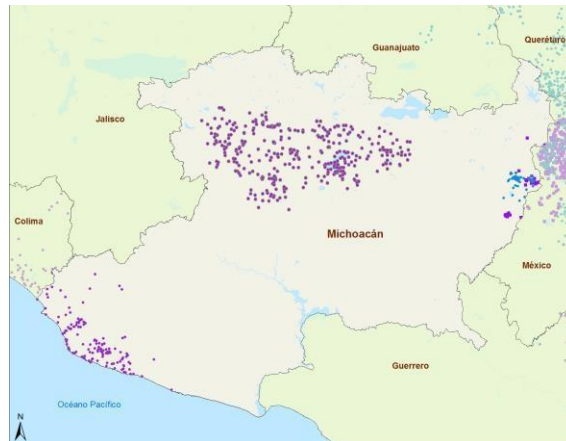 Querétaro
Guanajuato
Jalisco
Colima
Michoacán
México
Guerrero
Océano Pacífico
N